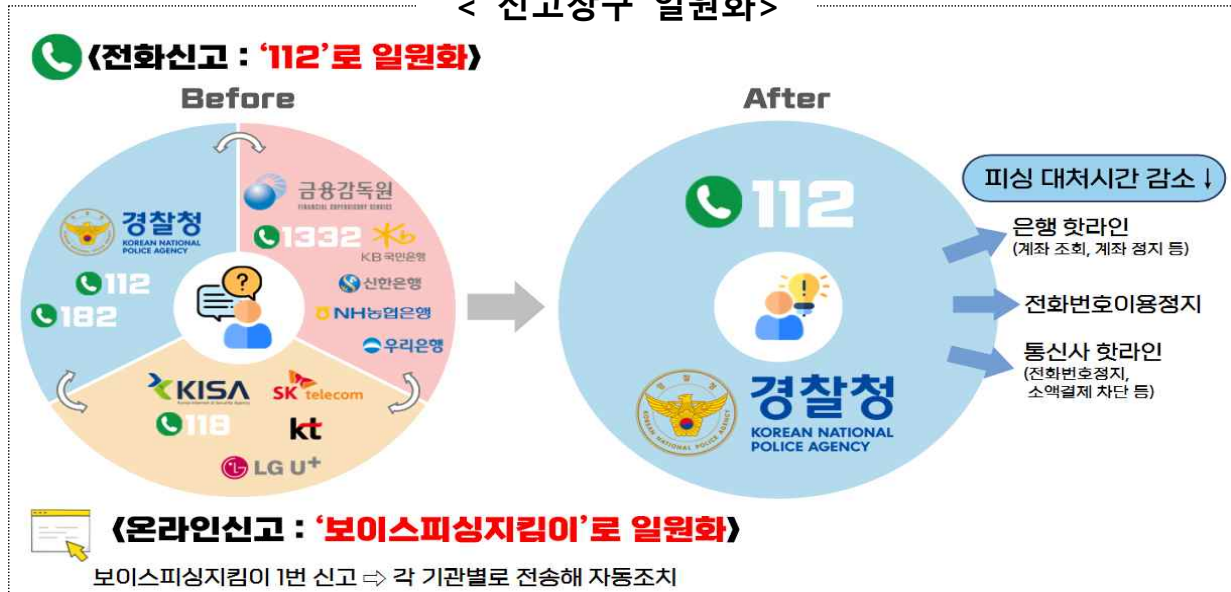 < 신고창구 일원화>
《전화신고 : ‘112’로 일원화》
Before
After
금융감독원
FINANCIAL SUPERVISORY SERVICE
1332
KB국민은행
신한은행
NH농협은행
우리은행
경찰청
KOREAN NATIONAL
POLICE AGENCY
112
182
?
KISA
SK telecom
118
kt
LG U+
112
!
경찰청
KOREAN NATIONAL
POLICE AGENCY
피싱 대처시간 감소 ↓
은행 핫라인
(계좌 조회, 계좌 정지 등)
전화번호이용정지
통신사 핫라인
(전화번호정지,
소액결제 차단 등)
《온라인신고 : ‘보이스피싱지킴이’로 일원화》
보이스피싱지킴이 1번 신고 ⇨ 각 기관별로 전송해 자동조치